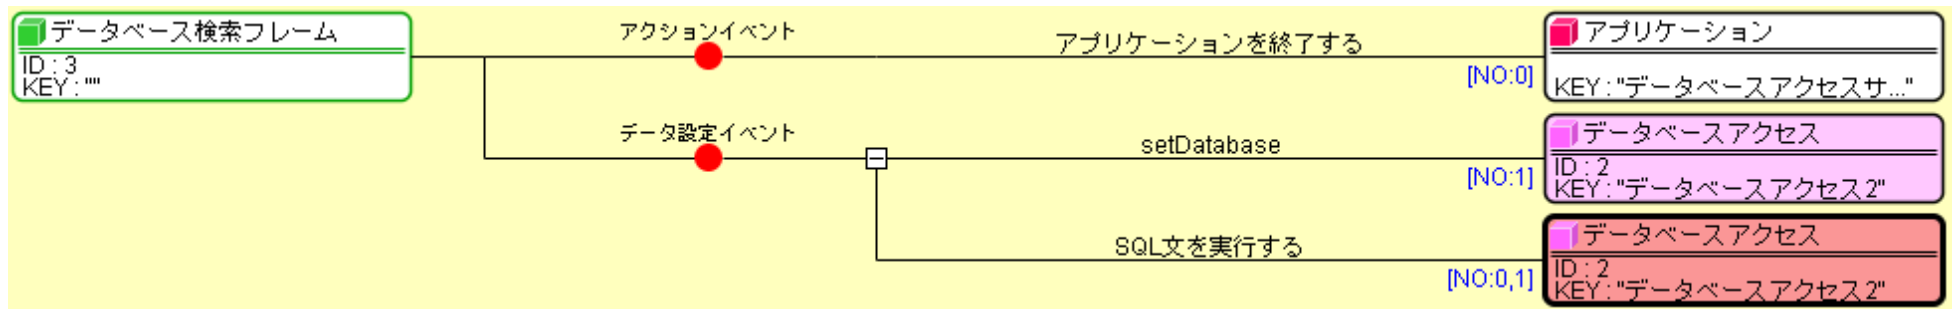 データベース検索フレーム
ID : 3
KEY : ""
アクションイベント
アプリケーションを終了する
[NO:0]
アプリケーション
KEY : "データベースアクセスサ..."
データ設定イベント
setDatabase
[NO:1]
データベースアクセス
ID : 2
KEY : "データベースアクセス2"
SQL文を実行する
[NO:0,1]
データベースアクセス
ID : 2
KEY : "データベースアクセス2"